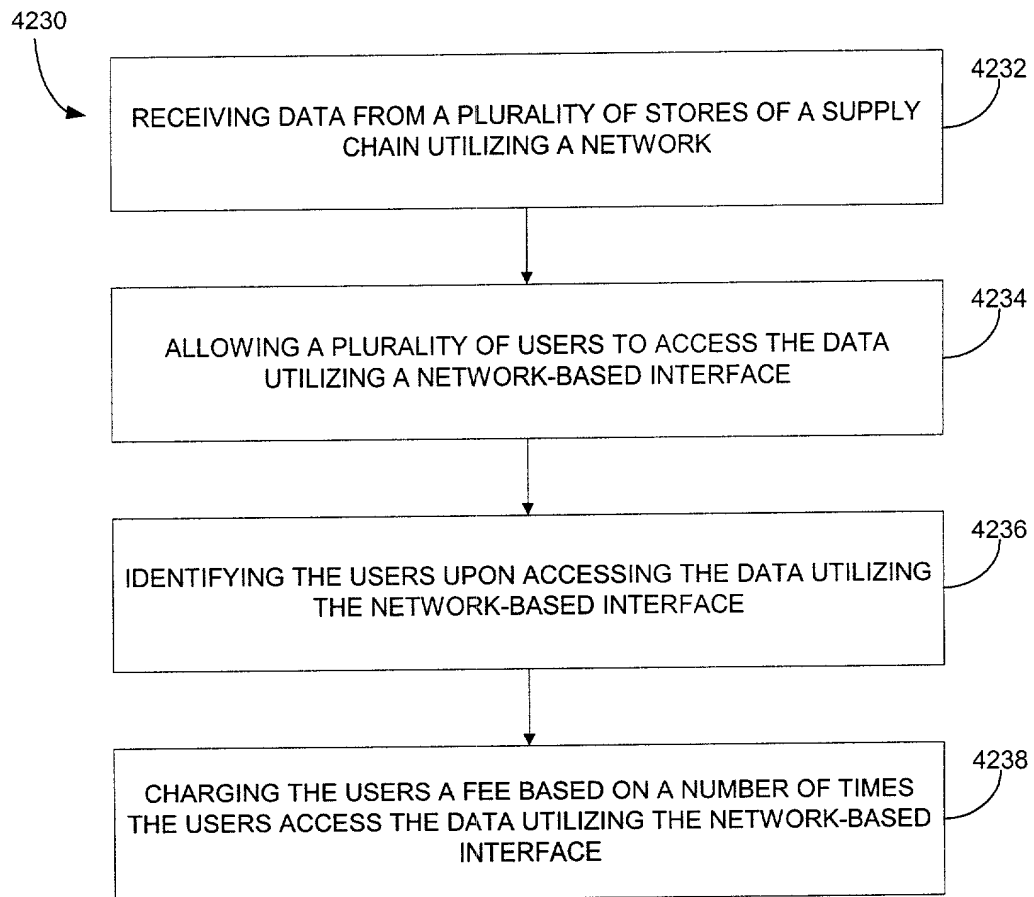 4230
4232
RECEIVING DATA FROM A PLURALITY OF STORES OF A SUPPLY
CHAIN UTILIZING A NETWORK
4234
ALLOWING A PLURALITY OF USERS TO ACCESS THE DATA
UTILIZING A NETWORK-BASED INTERFACE
4236
IDENTIFYING THE USERS UPON ACCESSING THE DATA UTILIZING
THE NETWORK-BASED INTERFACE
4238
CHARGING THE USERS A FEE BASED ON A NUMBER OF TIMES
THE USERS ACCESS THE DATA UTILIZING THE NETWORK-BASED
INTERFACE